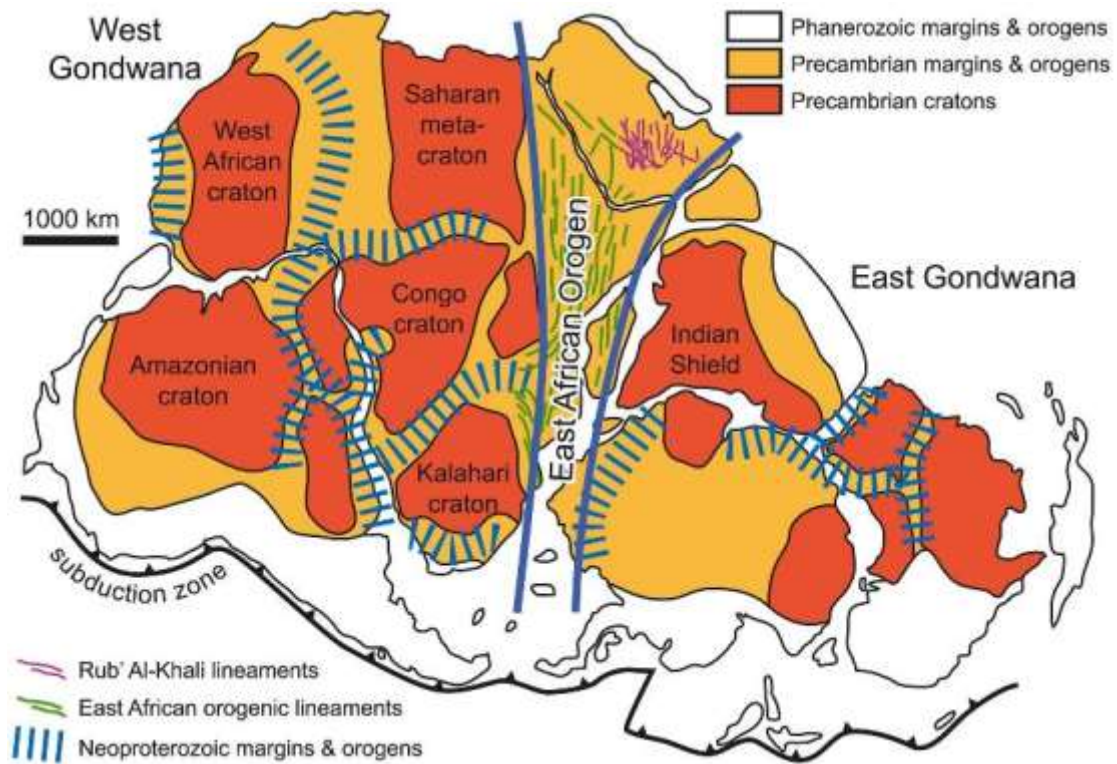 West
Gondwana
Phanerozoic margins & orogens
Precambrian margins & orogens
Precambrian cratons
West
African
craton
Saharan
meta-
craton
1000 km
East Gondwana
Congo
craton
East African Orogen
Indian
Shield
Amazonian
craton
Kalahari
craton
subduction zone
Rub' Al-Khali lineaments
East African orogenic lineaments
Neoproterozoic margins & orogens